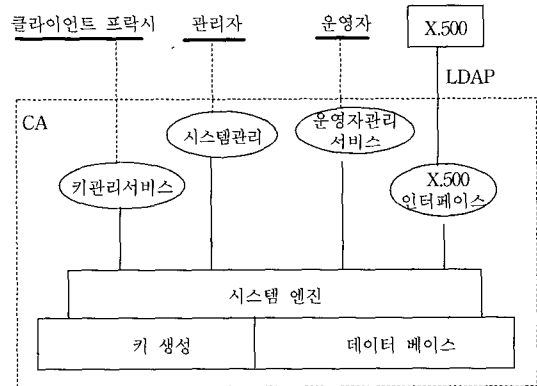 클라이언트 프락시
관리자
운영자
X.500
LDAP
CA
시스템관리
운영자관리
서비스
키관리서비스
X.500
인터페이스
시스템 엔진
키 생성
데이터 베이스